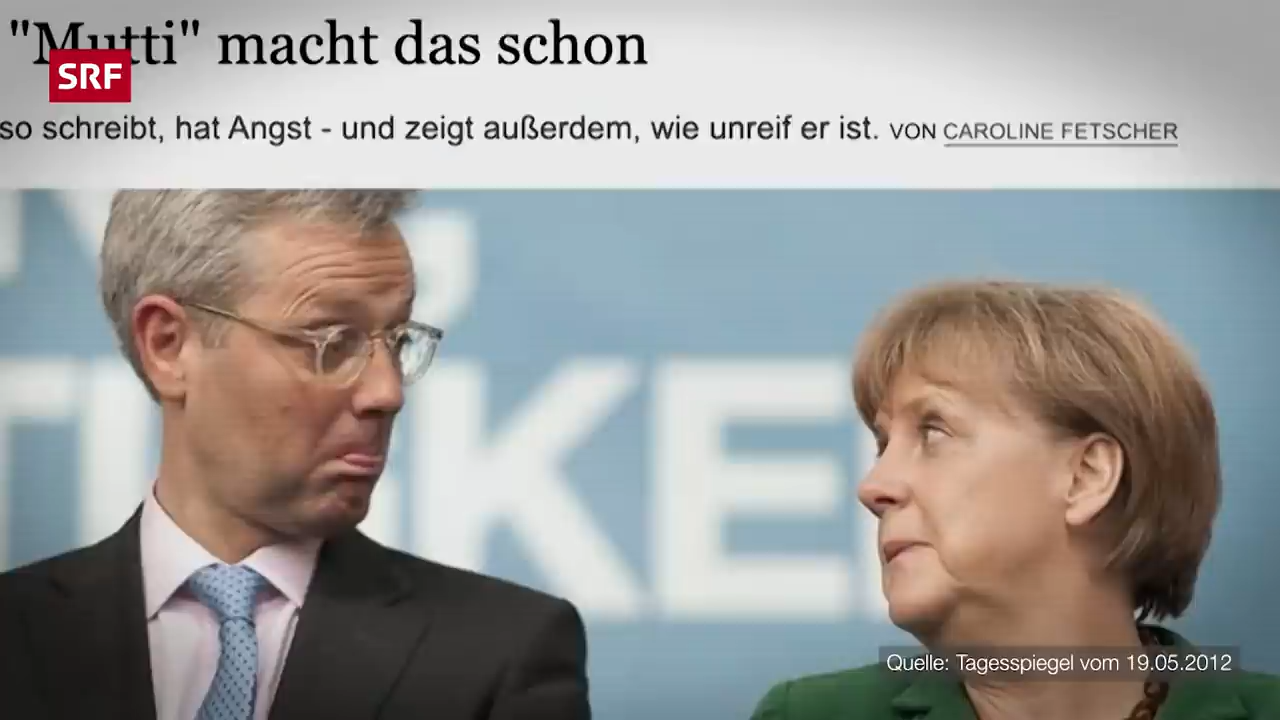 "Mutti" macht das schon
SRF
so schreibt, hat Angst - und zeigt außerdem, wie unreif er ist. VON CAROLINE FETSCHER
KE
Quelle: Tagesspiegel vom 19.05.2012